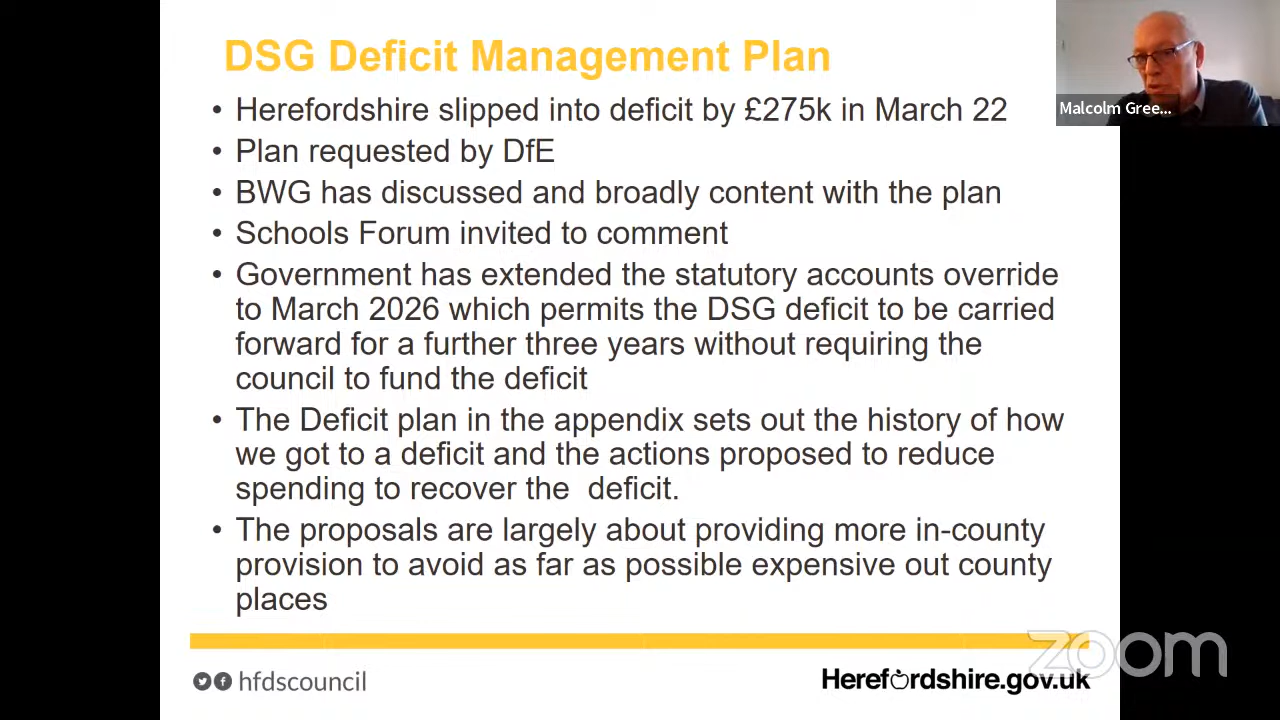 DSG Deficit Management Plan
• Herefordshire slipped into deficit by £275k in March 22
• Plan requested by DfE
• BWG has discussed and broadly content with the plan
• Schools Forum invited to comment
• Government has extended the statutory accounts override
to March 2026 which permits the DSG deficit to be carried
forward for a further three years without requiring the
council to fund the deficit
• The Deficit plan in the appendix sets out the history of how
we got to a deficit and the actions proposed to reduce
spending to recover the  deficit.
• The proposals are largely about providing more in-county
provision to avoid as far as possible expensive out county
places
Malcolm Gree...
hfdscouncil
Herefordshire.gov.uk
zoom